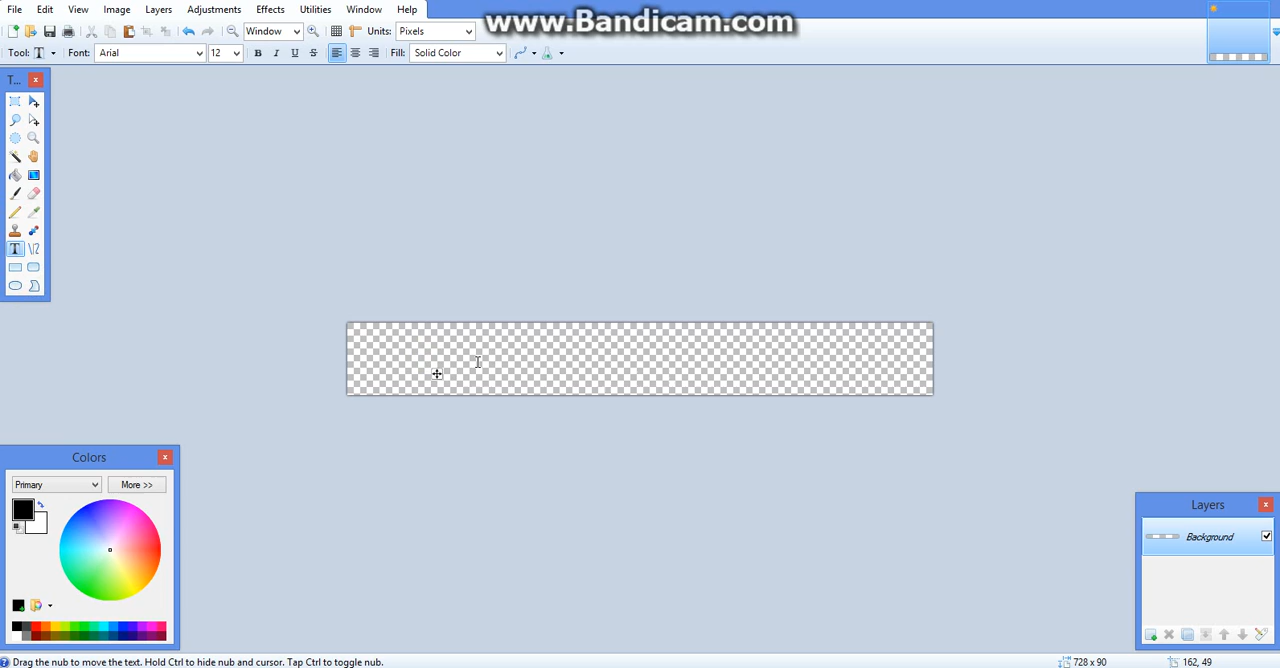 File Edit View Image Layers Adjustments Effects Utilities Window Help
www.Bandicam.com
Window Units: Pixels
Tool: T Font: Arial 12 B I U S Fill: Solid Color
T...
Colors
Primary More >>
Layers
Background
Drag the nub to move the text. Hold Ctrl to hide nub and cursor. Tap Ctrl to toggle nub.
728 x 90
162, 49